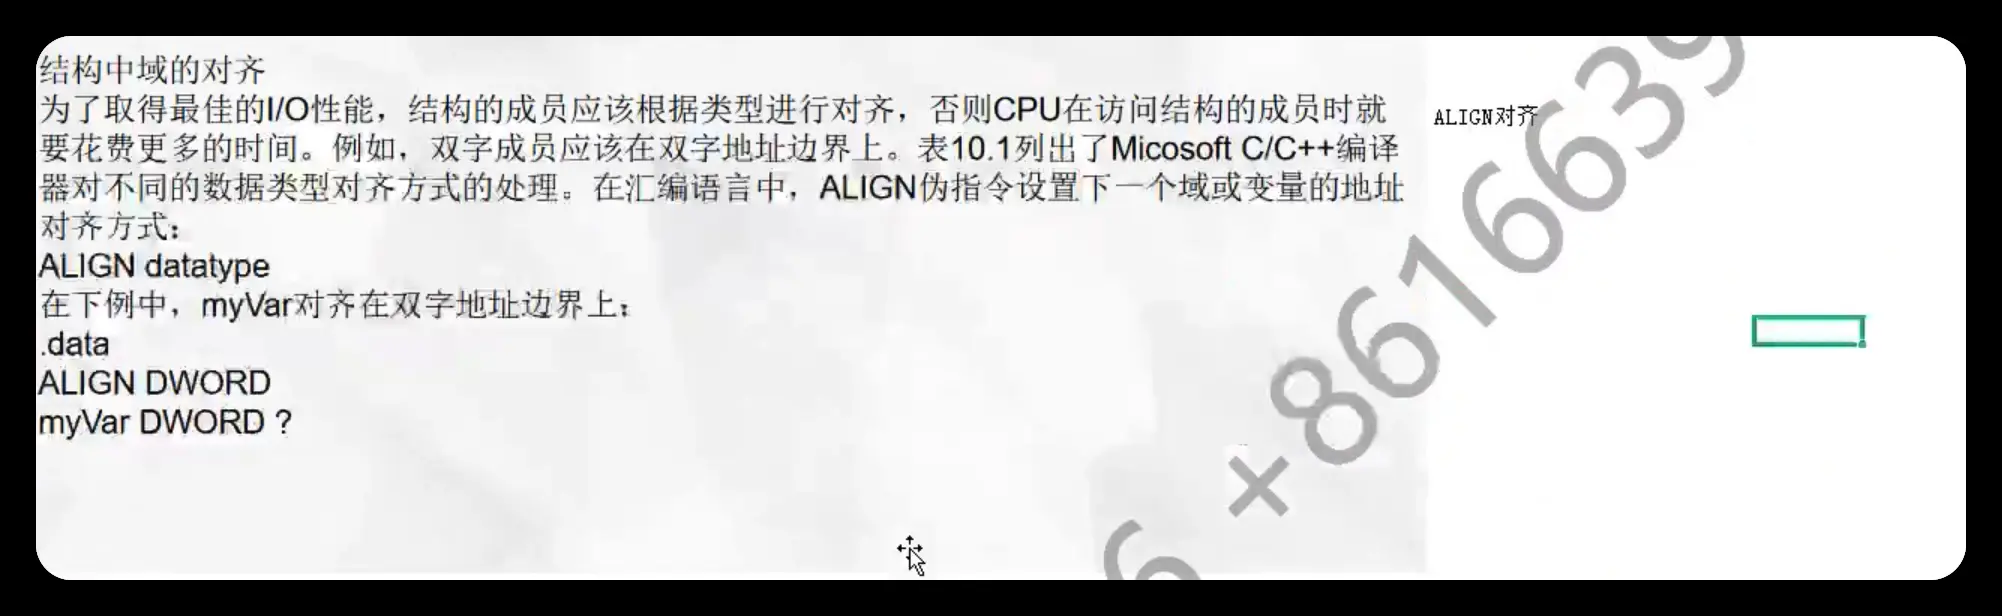 结构中域的对齐
为了取得最佳的I/O性能，结构的成员应该根据类型进行对齐，否则CPU在访问结构的成员时就
要花费更多的时间。例如，双字成员应该在双字地址边界上。表10.1列出了Micosoft C/C++编译
器对不同的数据类型对齐方式的处理。在汇编语言中，ALIGN伪指令设置下一个域或变量的地址
对齐方式：
ALIGN datatype
在下例中，myVar对齐在双字地址边界上：
.data
ALIGN DWORD
myVar DWORD ?
ALIGN对齐
6 +8616639